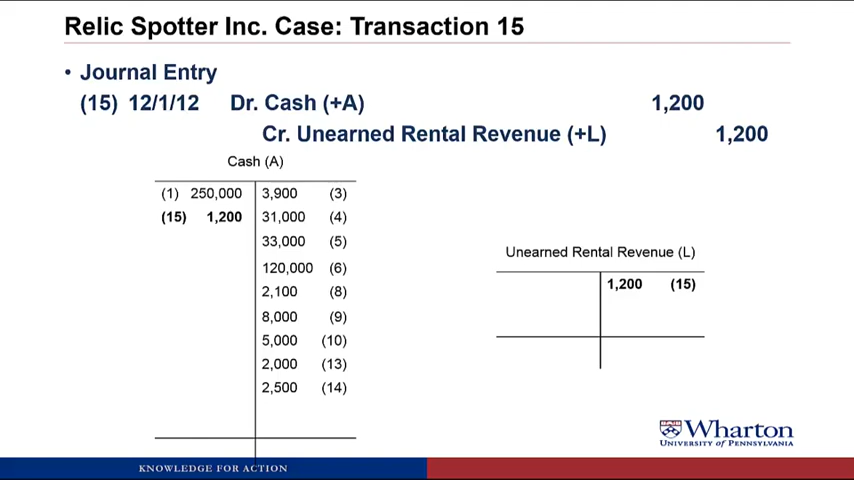 Relic Spotter Inc. Case: Transaction 15
• Journal Entry
(15) 12/1/12 Dr. Cash (+A) 1,200
Cr. Unearned Rental Revenue (+L) 1,200
Cash (A)
(1) 250,000 3,900 (3)
(15) 1,200 31,000 (4)
33,000 (5)
120,000 (6)
2,100 (8)
8,000 (9)
5,000 (10)
2,000 (13)
2,500 (14)
Unearned Rental Revenue (L)
1,200 (15)
Wharton
UNIVERSITY of PENNSYLVANIA
KNOWLEDGE FOR ACTION